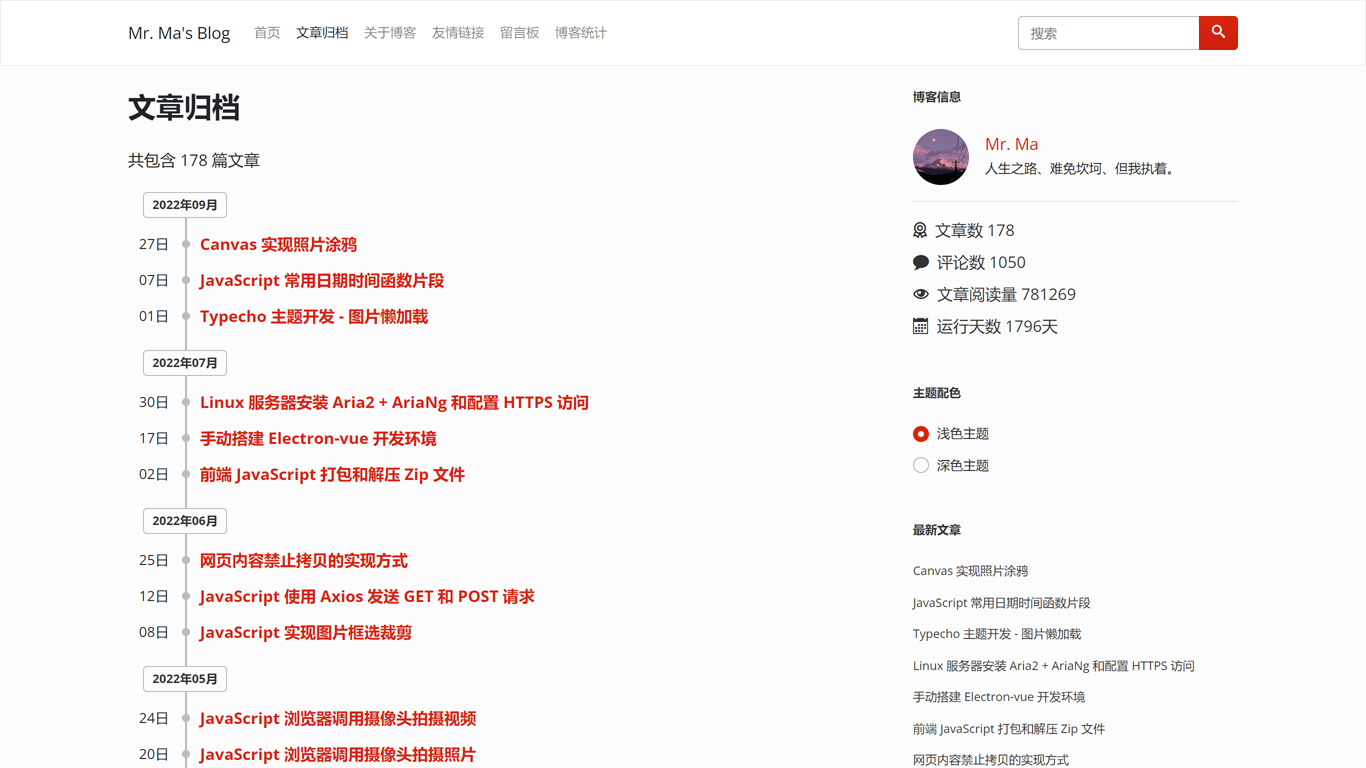 Mr. Ma's Blog 首页 文章归档 关于博客 友情链接 留言板 博客统计 搜索
文章归档
共包含 178 篇文章
2022年09月
27日 Canvas 实现照片涂鸦
07日 JavaScript 常用日期时间函数片段
01日 Typecho 主题开发 - 图片懒加载
2022年07月
30日 Linux 服务器安装 Aria2 + AriaNg 和配置 HTTPS 访问
17日 手动搭建 Electron-vue 开发环境
02日 前端 JavaScript 打包和解压 Zip 文件
2022年06月
25日 网页内容禁止拷贝的实现方式
12日 JavaScript 使用 Axios 发送 GET 和 POST 请求
08日 JavaScript 实现图片框选裁剪
2022年05月
24日 JavaScript 浏览器调用摄像头拍摄视频
20日 JavaScript 浏览器调用摄像头拍摄照片
博客信息
Mr. Ma
人生之路、难免坎坷、但我执着。
文章数 178
评论数 1050
文章阅读量 781269
运行天数 1796天
主题配色
浅色主题
深色主题
最新文章
Canvas 实现照片涂鸦
JavaScript 常用日期时间函数片段
Typecho 主题开发 - 图片懒加载
Linux 服务器安装 Aria2 + AriaNg 和配置 HTTPS 访问
手动搭建 Electron-vue 开发环境
前端 JavaScript 打包和解压 Zip 文件
网页内容禁止拷贝的实现方式